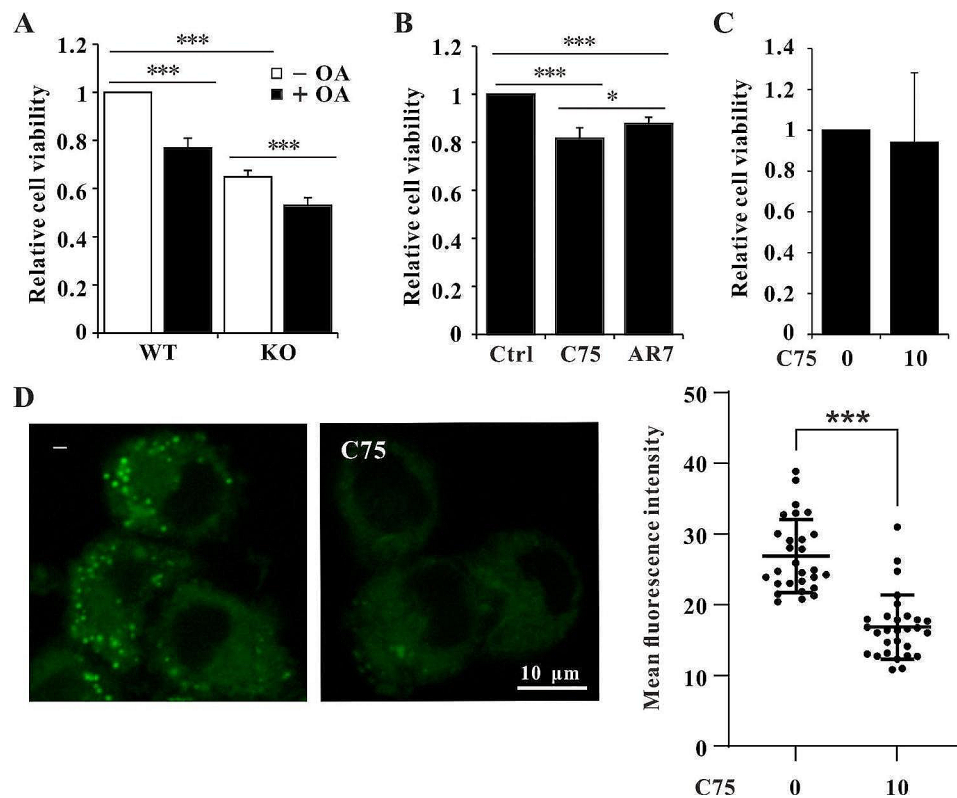 A
Relative cell viability
1.2
1
0.8
0.6
0.4
0.2
0
***
***
***
− OA
+ OA
WT KO
B
Relative cell viability
1.2
1
0.8
0.6
0.4
0.2
0
***
***
*
Ctrl C75 AR7
C
Relative cell viability
1.4
1.2
1
0.8
0.6
0.4
0.2
0
C75 0 10
D
−
C75
10 µm
Mean fluorescence intensity
50
40
30
20
10
0
***
C75 0 10